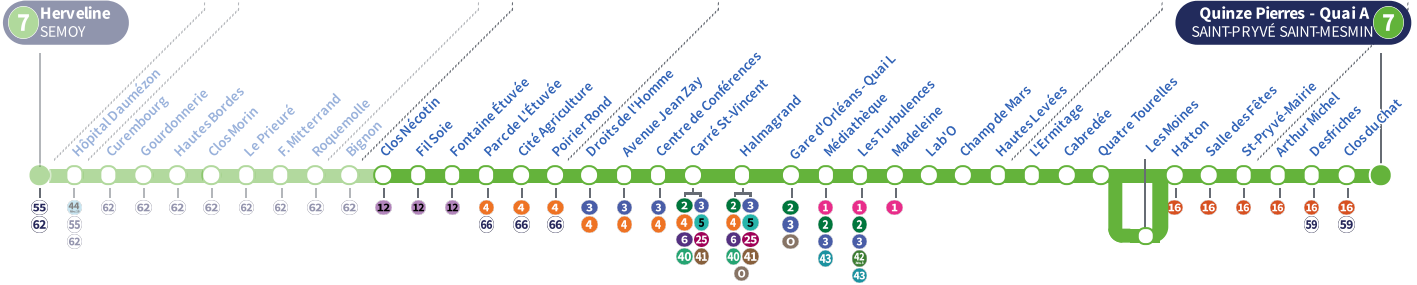 7
Herveline
SEMOY
Quinze Pierres - Quai A
SAINT-PRYVÉ SAINT-MESMIN
7
Hôpital Daumézon
Curembourg
Gourdonnerie
Hautes Bordes
Clos Morin
Le Prieuré
F. Mitterrand
Roquemolle
Bignon
Clos Nécotin
Fil Soie
Fontaine Étuvée
Parc de L'Étuvée
Cité Agriculture
Poirier Rond
Droits de l'Homme
Avenue Jean Zay
Centre de Conférences
Carré St-Vincent
Halmagrand
Gare d'Orléans - Quai L
Médiathèque
Les Turbulences
Madeleine
Lab'O
Champ de Mars
Hautes Levées
L'Ermitage
Cabredée
Quatre Tourelles
Les Moines
Hatton
Salle des Fêtes
St-Pryvé-Mairie
Arthur Michel
Desfriches
Clos du Chat
55 44 62 62 62 62 62 62 62 62 12 12 12 4 4 4 3 3 3 2 3 2 3 2 1 1 1 16 16 16 16 16 16
62 55 66 66 66 4 4 4 4 5 4 5 3 2 2 59 59
62 6 25 6 25 O 3 3
40 41 40 41 43 42
O 43